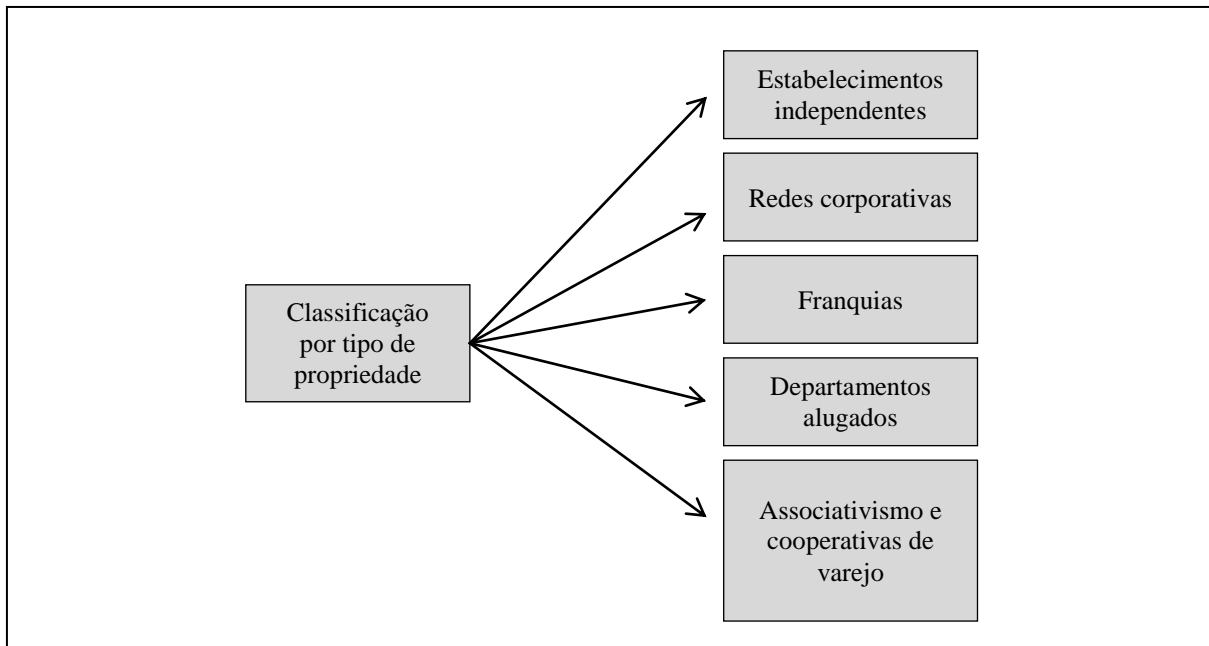 Classificação
por tipo de
propriedade
Estabelecimentos
independentes
Redes corporativas
Franquias
Departamentos
alugados
Associativismo e
cooperativas de
varejo